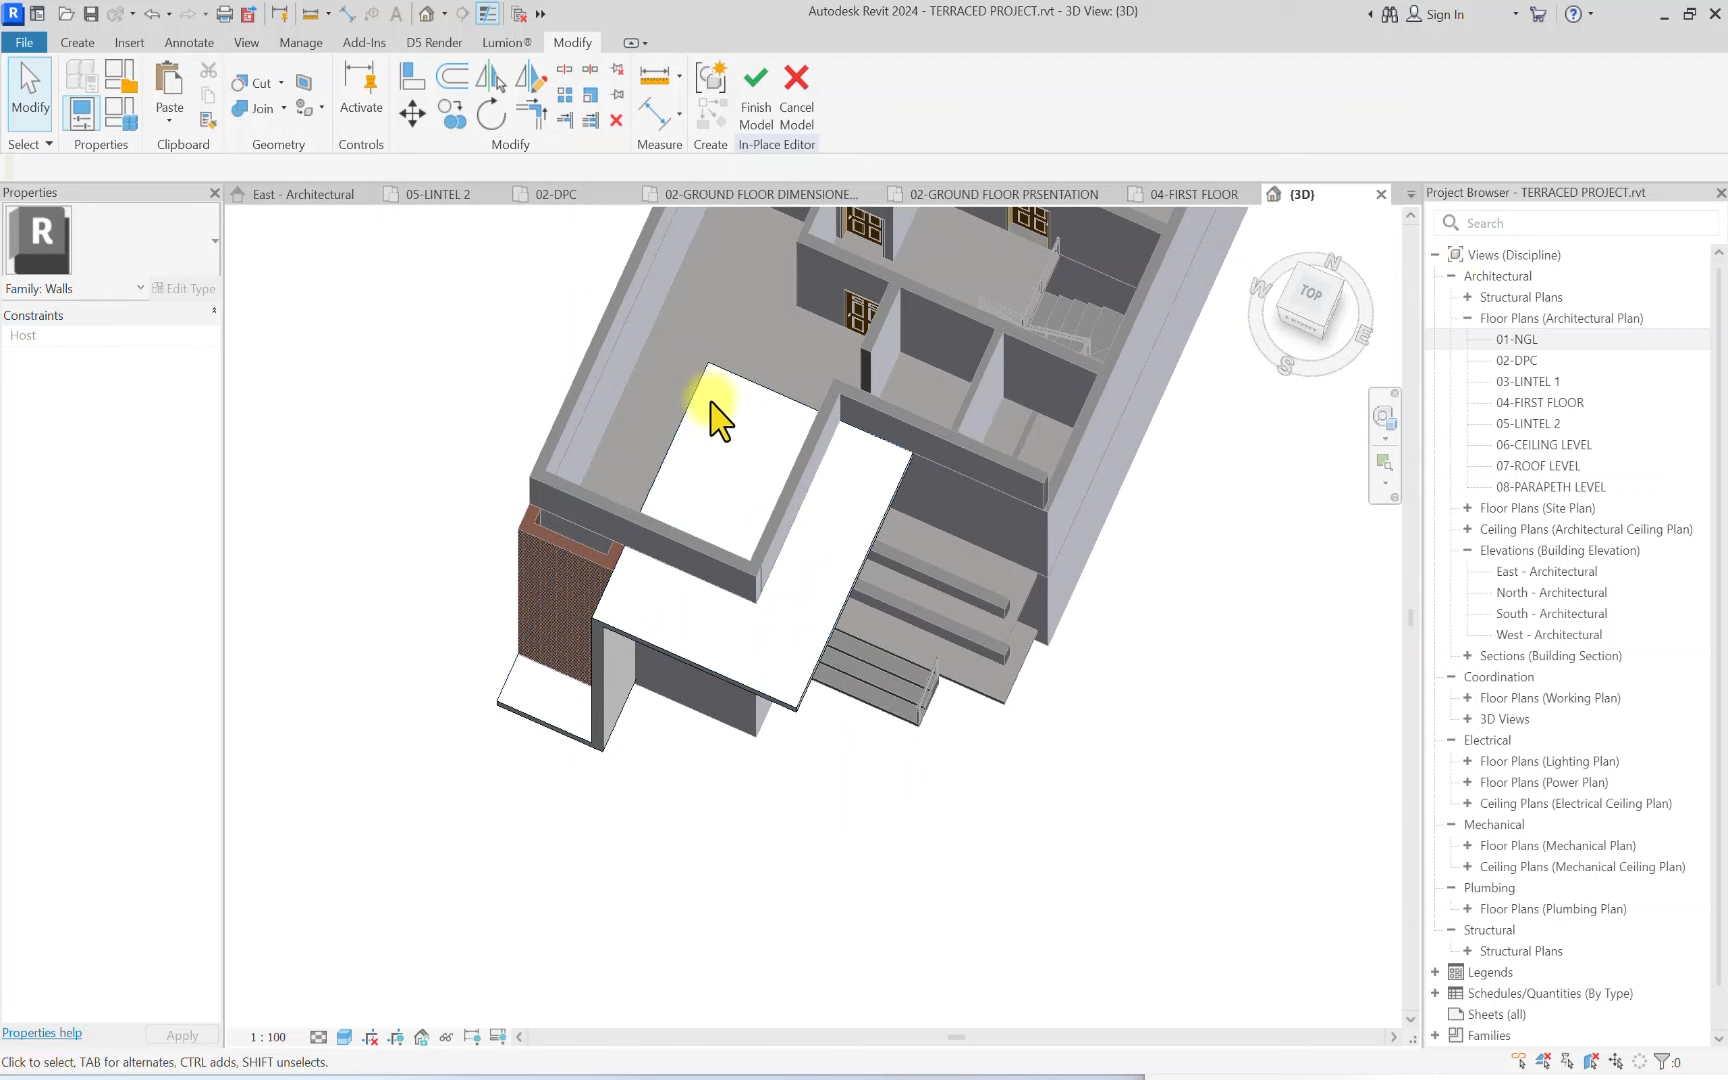 Autodesk Revit 2024 - TERRACED PROJECT.rvt - 3D View: {3D}
Sign In
File Create Insert Annotate View Manage Add-Ins D5 Render Lumion® Modify
Modify
Paste
Cut
Join
Activate
Finish Model
Cancel Model
Select Properties Clipboard Geometry Controls Modify Measure Create In-Place Editor
Properties
East - Architectural
05-LINTEL 2
02-DPC
02-GROUND FLOOR DIMENSIONE...
02-GROUND FLOOR PRSENTATION
04-FIRST FLOOR
{3D}
Project Browser - TERRACED PROJECT.rvt
R
Family: Walls
Edit Type
Constraints
Host
N
W
TOP
FRONT
E
S
Search
Views (Discipline)
Architectural
Structural Plans
Floor Plans (Architectural Plan)
01-NGL
02-DPC
03-LINTEL 1
04-FIRST FLOOR
05-LINTEL 2
06-CEILING LEVEL
07-ROOF LEVEL
08-PARAPETH LEVEL
Floor Plans (Site Plan)
Ceiling Plans (Architectural Ceiling Plan)
Elevations (Building Elevation)
East - Architectural
North - Architectural
South - Architectural
West - Architectural
Sections (Building Section)
Coordination
Floor Plans (Working Plan)
3D Views
Electrical
Floor Plans (Lighting Plan)
Floor Plans (Power Plan)
Ceiling Plans (Electrical Ceiling Plan)
Mechanical
Floor Plans (Mechanical Plan)
Ceiling Plans (Mechanical Ceiling Plan)
Plumbing
Floor Plans (Plumbing Plan)
Structural
Structural Plans
Legends
Schedules/Quantities (By Type)
Sheets (all)
Families
Properties help
Apply
1 : 100
Click to select, TAB for alternates, CTRL adds, SHIFT unselects.
:0